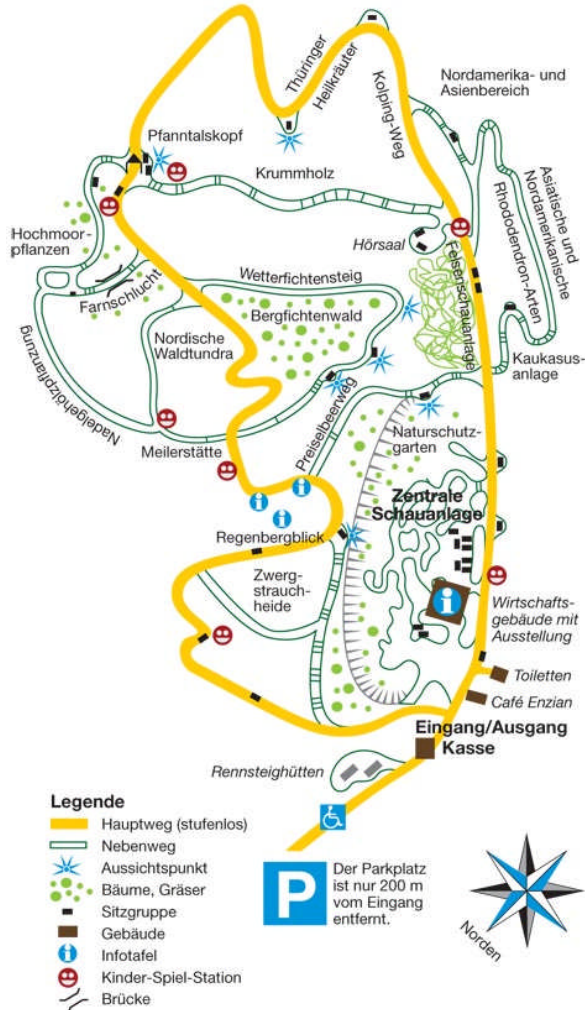 Thüringer
Heilkräuter
Kolping-Weg
Nordamerika- und
Asienbereich
Pfanntalskopf
Krummholz
Asiatische und
Nordamerikanische
Rhododendron-Arten
Hochmoor-
pflanzen
Hörsaal
Felsenschauanlage
Farnschlucht
Wetterfichtensteig
Bergfichtenwald
Nordische
Waldtundra
Kaukasus-
anlage
Nadelgehölzpflanzung
Meilerstätte
Preiselbeerweg
Naturschutz-
garten
Zentrale
Schauanlage
Regenbergblick
Zwerg-
strauch-
heide
Wirtschafts-
gebäude mit
Ausstellung
Toiletten
Café Enzian
Eingang/Ausgang
Kasse
Rennsteighütten
Legende
Hauptweg (stufenlos)
Nebenweg
Aussichtspunkt
Bäume, Gräser
Sitzgruppe
Gebäude
Infotafel
Kinder-Spiel-Station
Brücke
P
Der Parkplatz
ist nur 200 m
vom Eingang
entfernt.
Norden